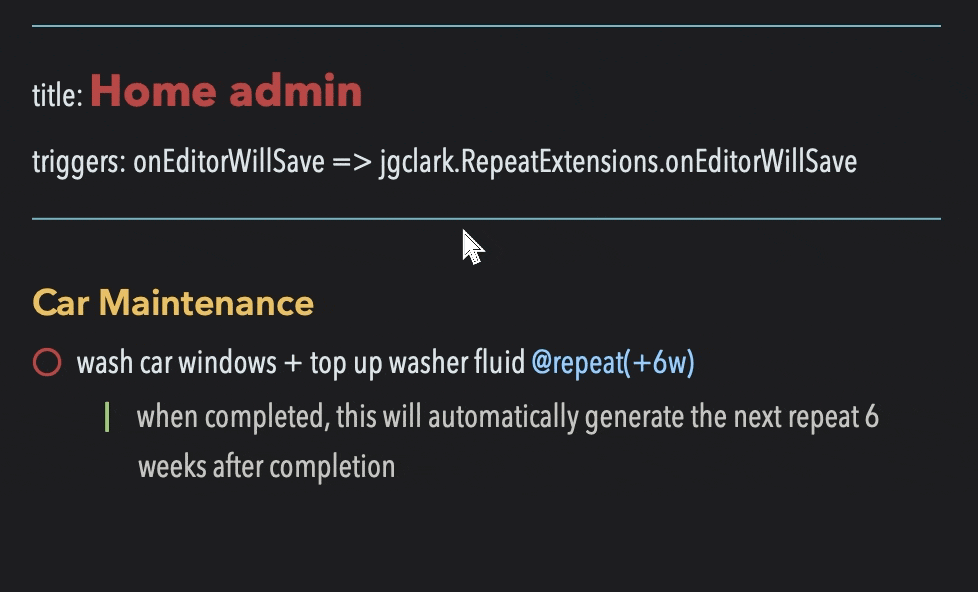 title: Home admin
triggers: onEditorWillSave => jgclark.RepeatExtensions.onEditorWillSave
Car Maintenance
wash car windows + top up washer fluid @repeat(+6w)
when completed, this will automatically generate the next repeat 6
weeks after completion